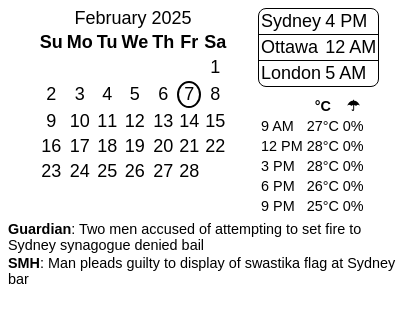 February 2025
Su Mo Tu We Th Fr Sa
1
2 3 4 5 6 7 8
9 10 11 12 13 14 15
16 17 18 19 20 21 22
23 24 25 26 27 28
Sydney 4 PM
Ottawa 12 AM
London 5 AM
°C ☂
9 AM 27°C 0%
12 PM 28°C 0%
3 PM 28°C 0%
6 PM 26°C 0%
9 PM 25°C 0%
Guardian: Two men accused of attempting to set fire to
Sydney synagogue denied bail
SMH: Man pleads guilty to display of swastika flag at Sydney
bar